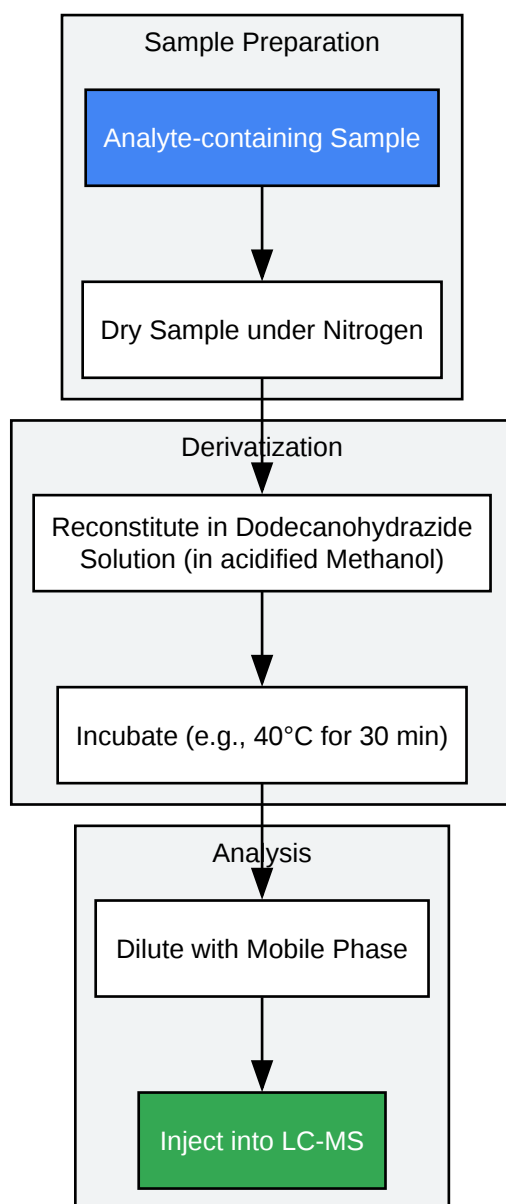 Sample Preparation
Analyte-containing Sample
Dry Sample under Nitrogen
Derivatization
Reconstitute in Dodecanohydrazide
Solution (in acidified Methanol)
Incubate (e.g., 40°C for 30 min)
Analysis
Dilute with Mobile Phase
Inject into LC-MS